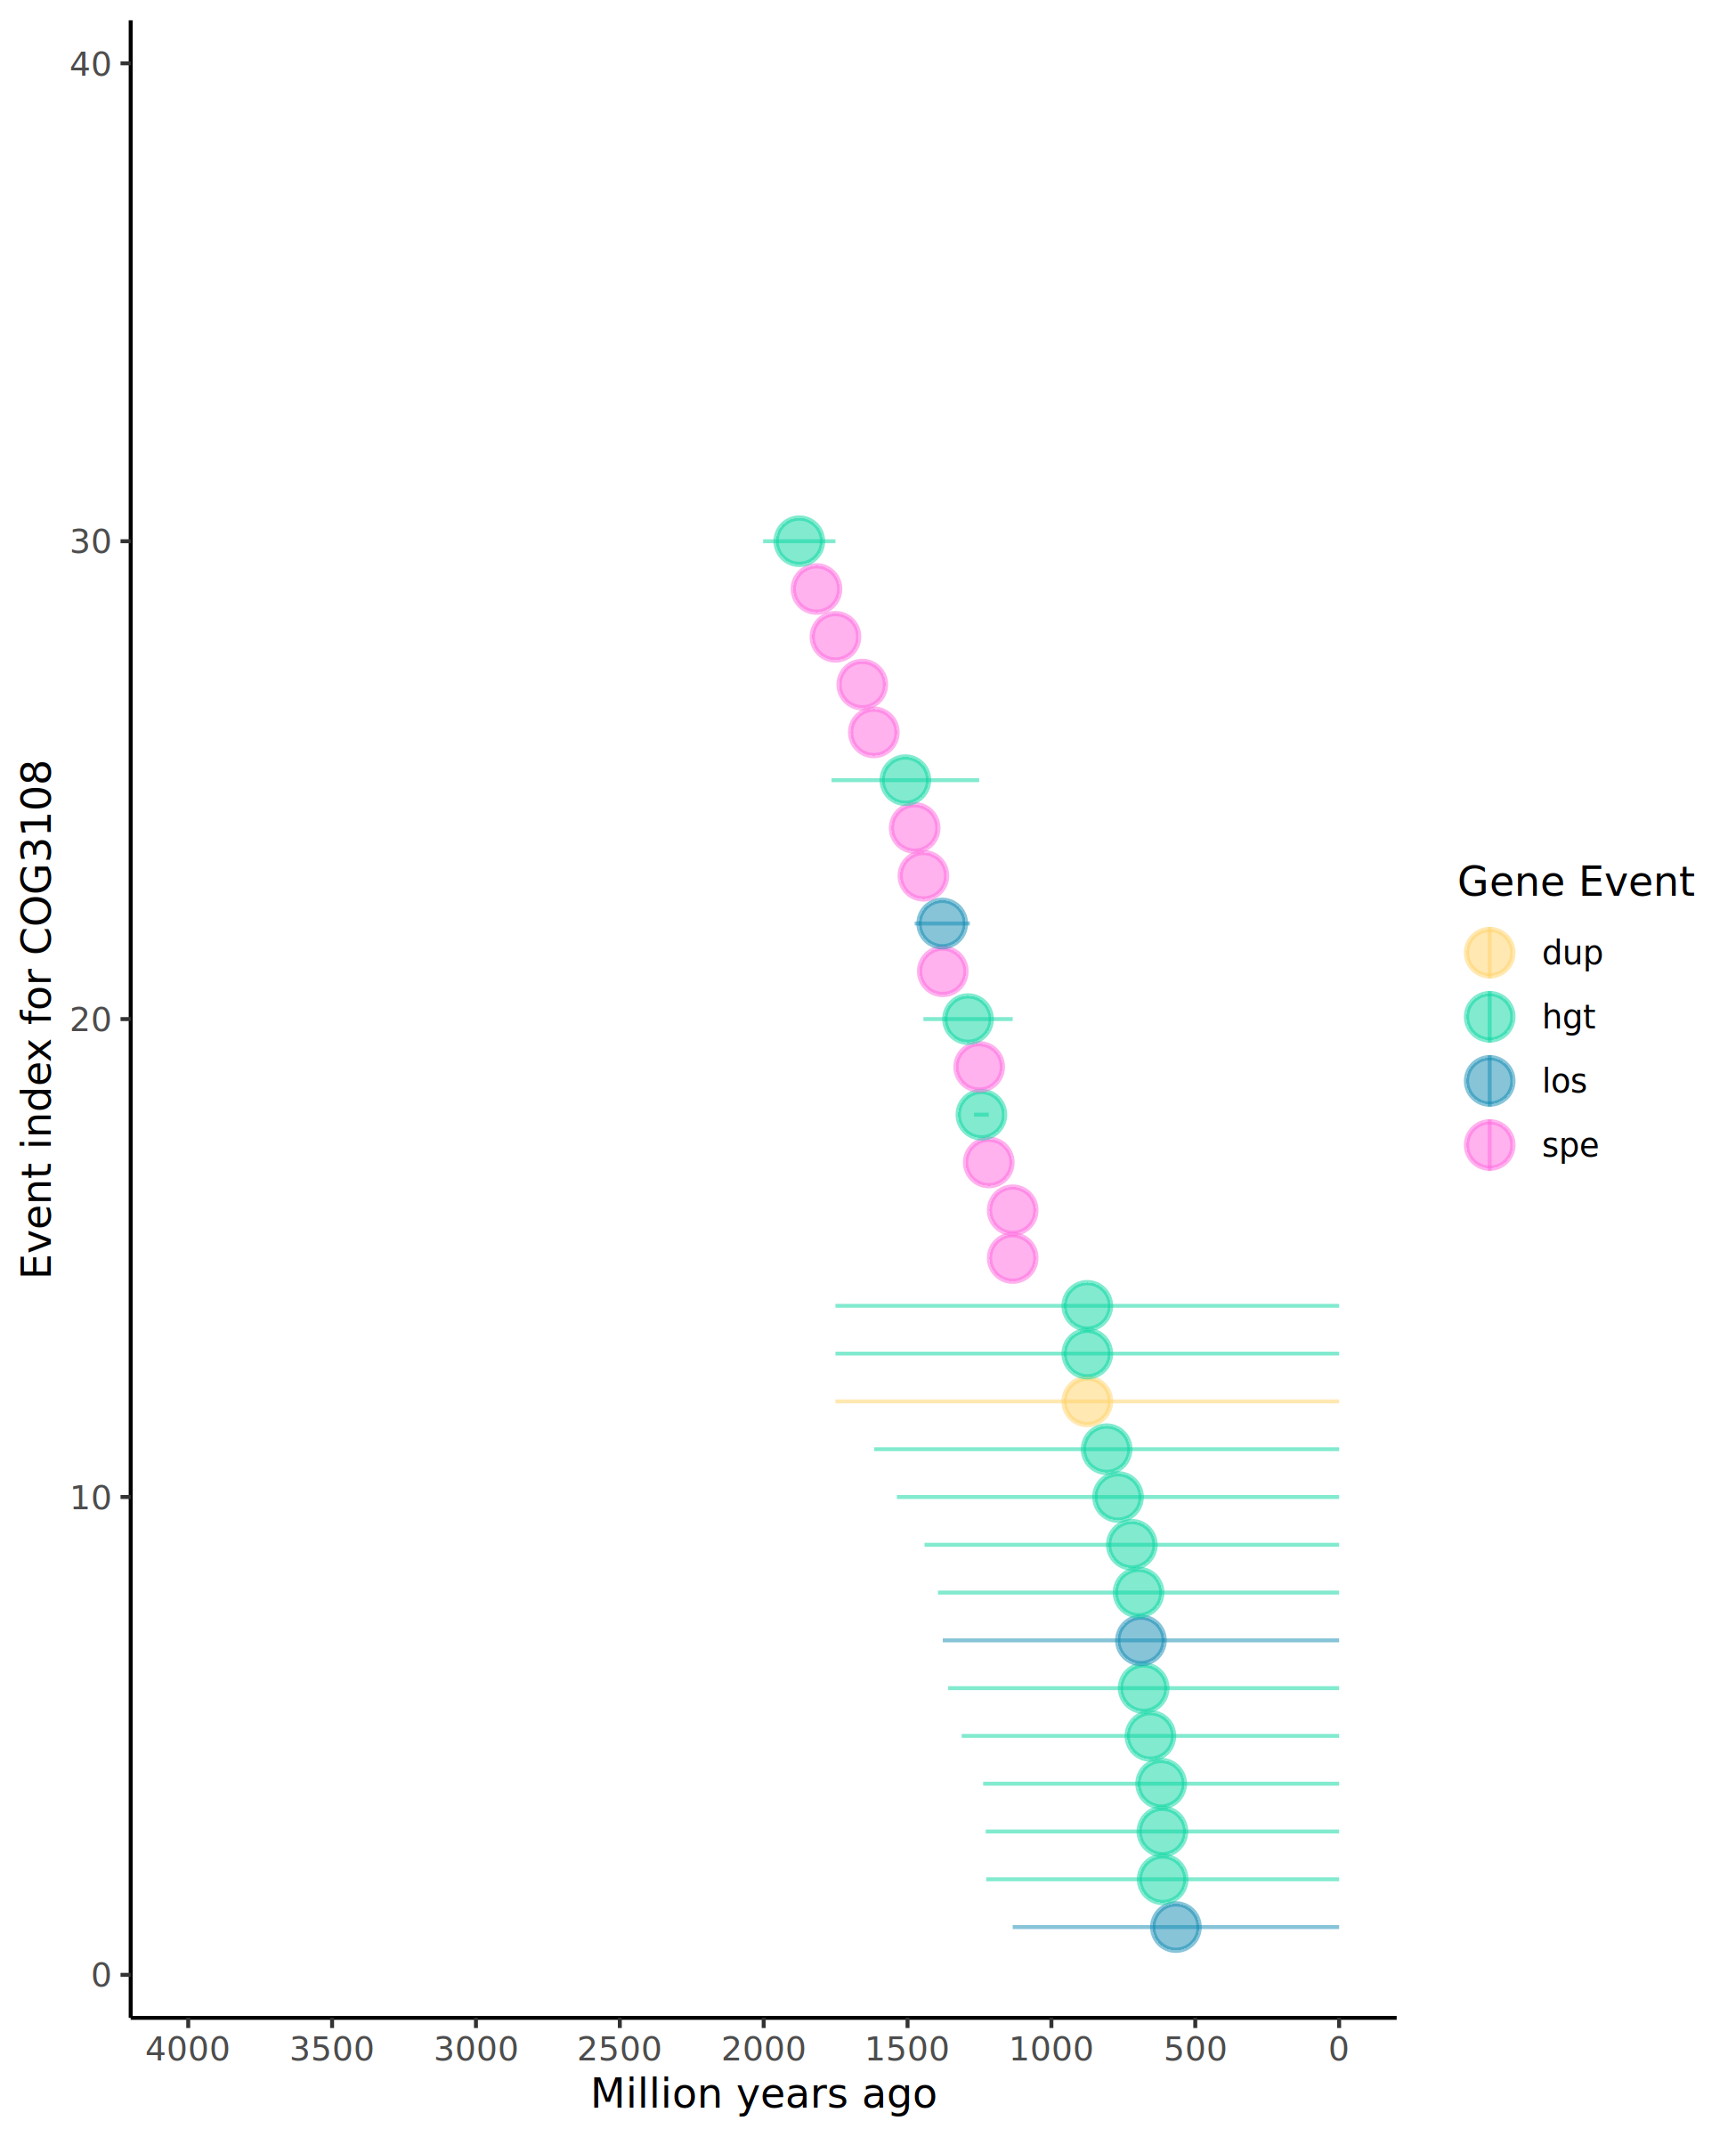 40
30
20
10
0
Event index for COG3108
4000 3500 3000 2500 2000 1500 1000 500 0
Million years ago
Gene Event
dup
hgt
los
spe